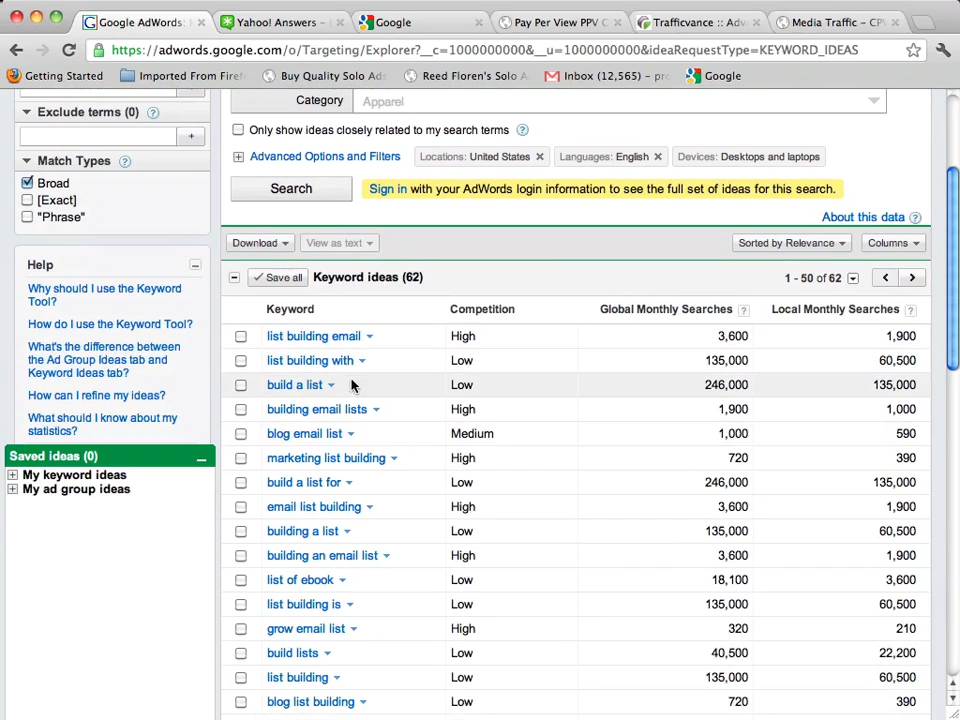 Google AdWords:
Yahoo! Answers -
Google
Pay Per View PPV C
Trafficvance :: Adv
Media Traffic - CPV
https://adwords.google.com/o/Targeting/Explorer?__c=1000000000&__u=1000000000&ideaRequestType=KEYWORD_IDEAS
Getting Started
Imported From Firef
Buy Quality Solo Ads
Reed Floren's Solo A
Inbox (12,565) - pro
Google
Exclude terms (0) ?
+
Match Types ?
Broad
[Exact]
"Phrase"
Help
Why should I use the Keyword
Tool?
How do I use the Keyword Tool?
What's the difference between
the Ad Group Ideas tab and
Keyword Ideas tab?
How can I refine my ideas?
What should I know about my
statistics?
Saved ideas (0)
My keyword ideas
My ad group ideas
Category Apparel
Only show ideas closely related to my search terms ?
Advanced Options and Filters Locations: United States × Languages: English × Devices: Desktops and laptops
Search Sign in with your AdWords login information to see the full set of ideas for this search.
About this data ?
Download View as text Sorted by Relevance Columns
Save all Keyword ideas (62) 1 - 50 of 62
Keyword Competition Global Monthly Searches ? Local Monthly Searches ?
list building email High 3,600 1,900
list building with Low 135,000 60,500
build a list Low 246,000 135,000
building email lists High 1,900 1,000
blog email list Medium 1,000 590
marketing list building High 720 390
build a list for Low 246,000 135,000
email list building High 3,600 1,900
building a list Low 135,000 60,500
building an email list High 3,600 1,900
list of ebook Low 18,100 3,600
list building is Low 135,000 60,500
grow email list High 320 210
build lists Low 40,500 22,200
list building Low 135,000 60,500
blog list building Low 720 390